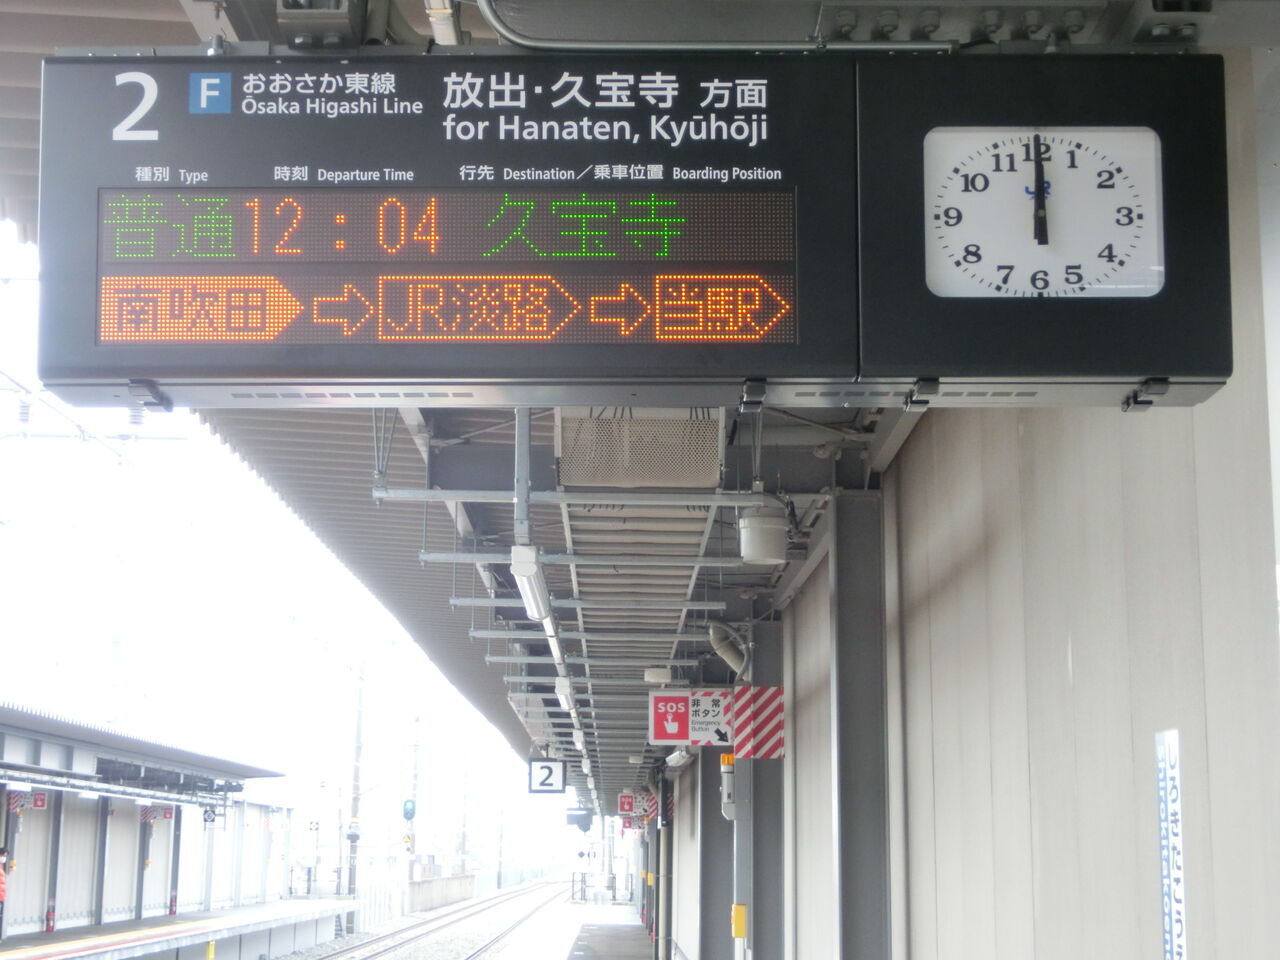 2
F
おおさか東線
Ōsaka Higashi Line
放出・久宝寺 方面
for Hanaten, Kyūhōji
種別 Type
時刻 Departure Time
行先 Destination／乗車位置 Boarding Position
普通 12:04 久宝寺
南吹田 JR淡路 当駅
12 1 2 3 4 5 6 7 8 9 10 11
JR
SOS
非常
ボタン
Emergency
Button
2